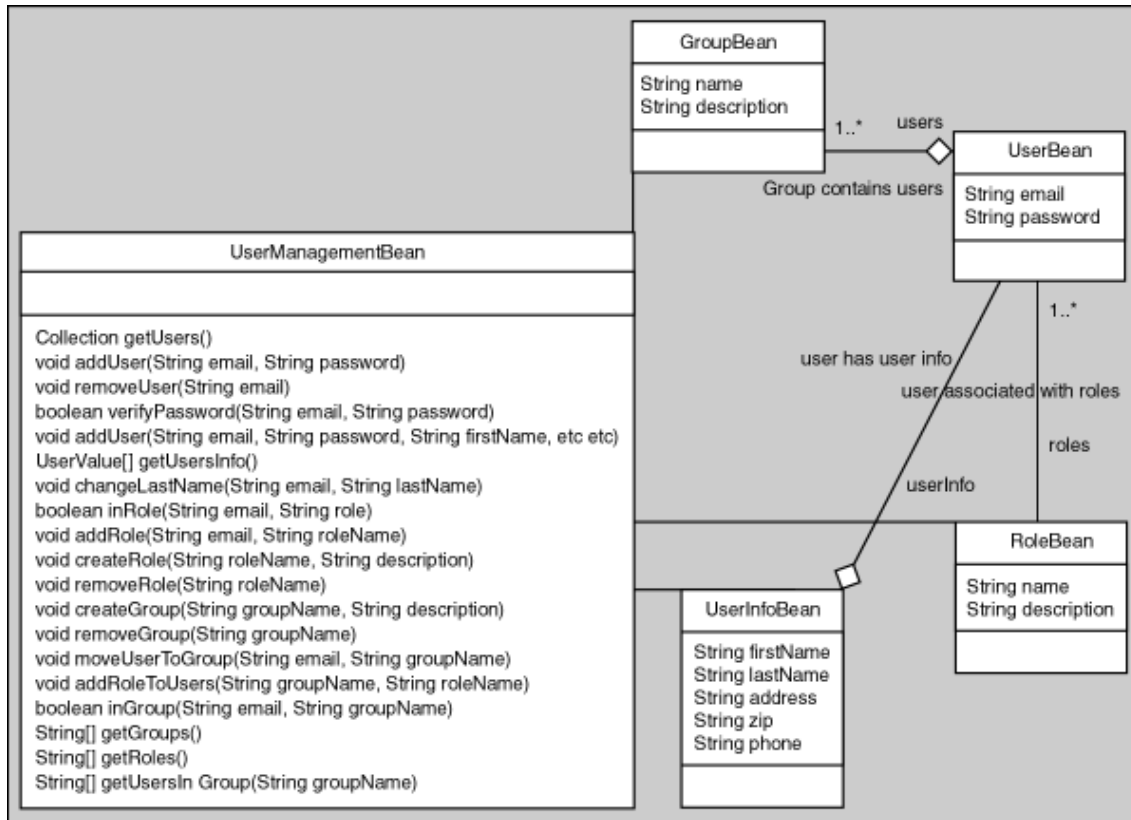 GroupBean
String name
String description
1..*
users
Group contains users
UserBean
String email
String password
UserManagementBean
Collection getUsers()
void addUser(String email, String password)
void removeUser(String email)
boolean verifyPassword(String email, String password)
void addUser(String email, String password, String firstName, etc etc)
UserValue[] getUsersInfo()
void changeLastName(String email, String lastName)
boolean inRole(String email, String role)
void addRole(String email, String roleName)
void createRole(String roleName, String description)
void removeRole(String roleName)
void createGroup(String groupName, String description)
void removeGroup(String groupName)
void moveUserToGroup(String email, String groupName)
void addRoleToUsers(String groupName, String roleName)
boolean inGroup(String email, String groupName)
String[] getGroups()
String[] getRoles()
String[] getUsersIn Group(String groupName)
1..*
user has user info
user associated with roles
roles
userInfo
RoleBean
String name
String description
UserInfoBean
String firstName
String lastName
String address
String zip
String phone